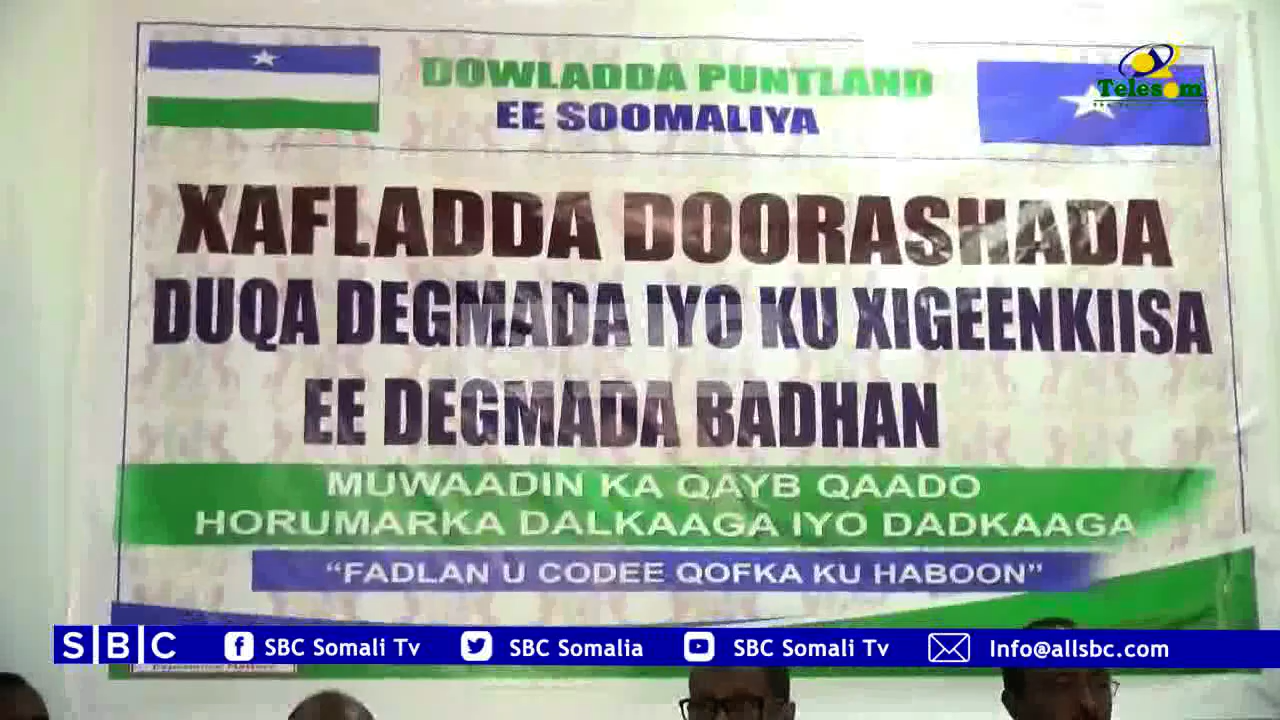 DOWLADDA PUNTLAND
EE SOOMALIYA
Telesom
XAFLADDA DOORASHADA
DUQA DEGMADA IYO KU XIGEENKIISA
EE DEGMADA BADHAN
MUWAADIN KA QAYB QAADO
HORUMARKA DALKAAGA IYO DADKAAGA
“FADLAN U CODEE QOFKA KU HABOON”
SBC SBC Somali Tv SBC Somalia SBC Somali Tv Info@allsbc.com